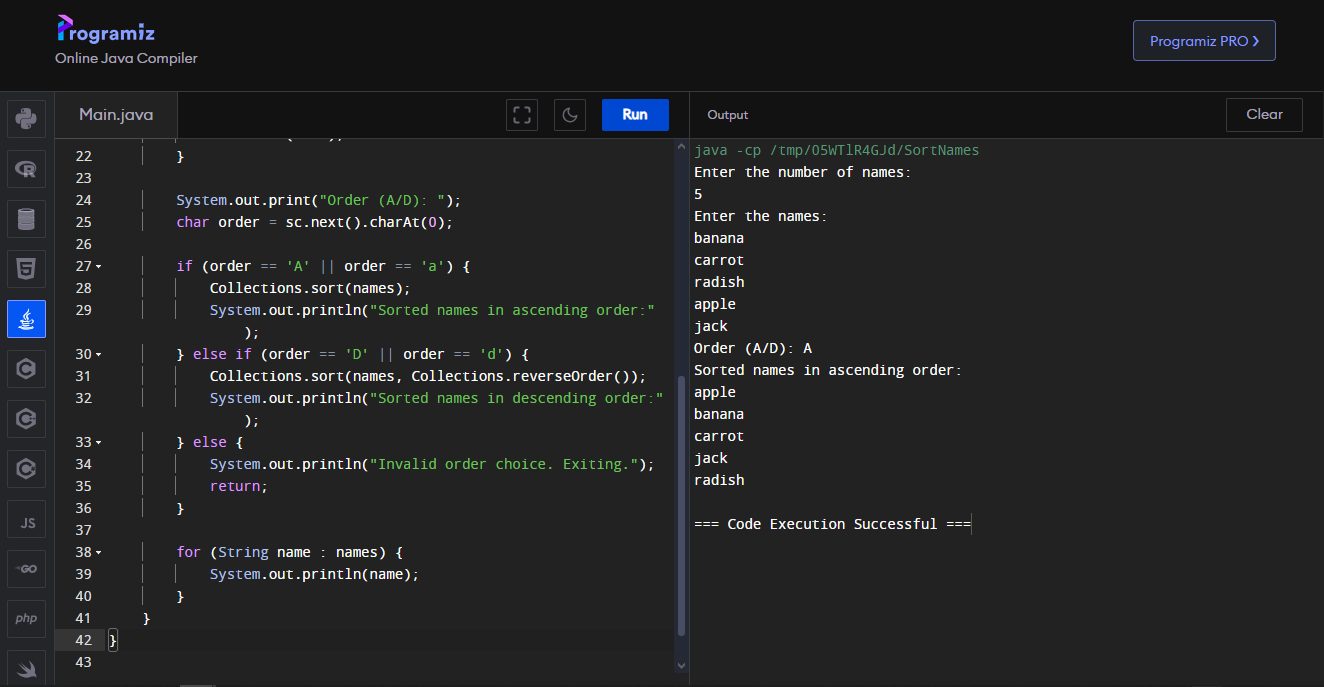 Programiz
Online Java Compiler
Programiz PRO ❯
Main.java
Run
Output
Clear
22 }
23
24 System.out.print("Order (A/D): ");
25 char order = sc.next().charAt(0);
26
27 if (order == 'A' || order == 'a') {
28 Collections.sort(names);
29 System.out.println("Sorted names in ascending order:"
);
30 } else if (order == 'D' || order == 'd') {
31 Collections.sort(names, Collections.reverseOrder());
32 System.out.println("Sorted names in descending order:"
);
33 } else {
34 System.out.println("Invalid order choice. Exiting.");
35 return;
36 }
37
38 for (String name : names) {
39 System.out.println(name);
40 }
41 }
42 }
43
java -cp /tmp/O5WTlR4GJd/SortNames
Enter the number of names:
5
Enter the names:
banana
carrot
radish
apple
jack
Order (A/D): A
Sorted names in ascending order:
apple
banana
carrot
jack
radish
=== Code Execution Successful ===
JS
GO
php